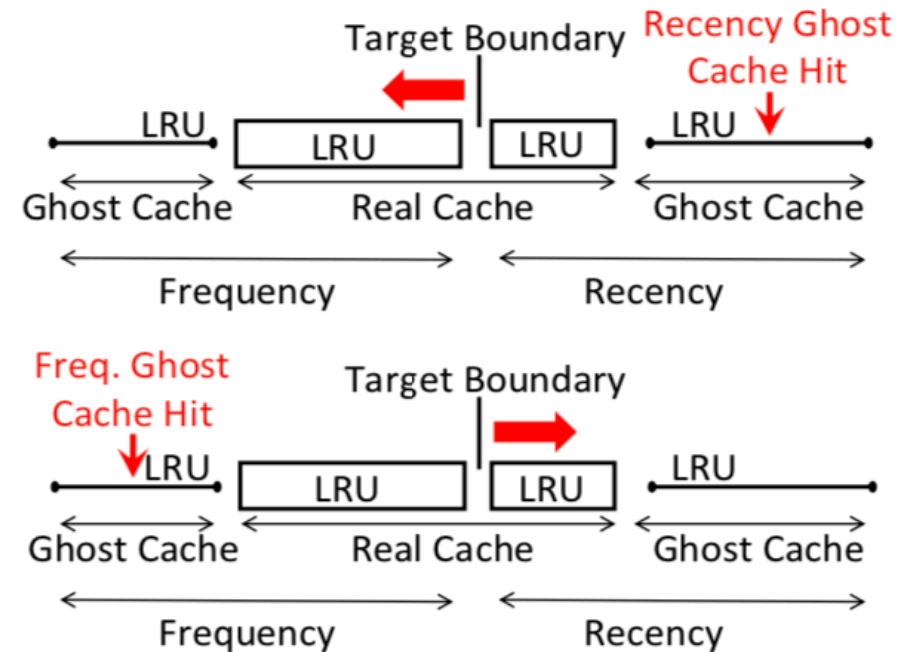 Target Boundary
Recency Ghost
Cache Hit
LRU
LRU
LRU
LRU
Ghost Cache
Real Cache
Ghost Cache
Frequency
Recency
Freq. Ghost
Cache Hit
Target Boundary
LRU
LRU
LRU
LRU
Ghost Cache
Real Cache
Ghost Cache
Frequency
Recency